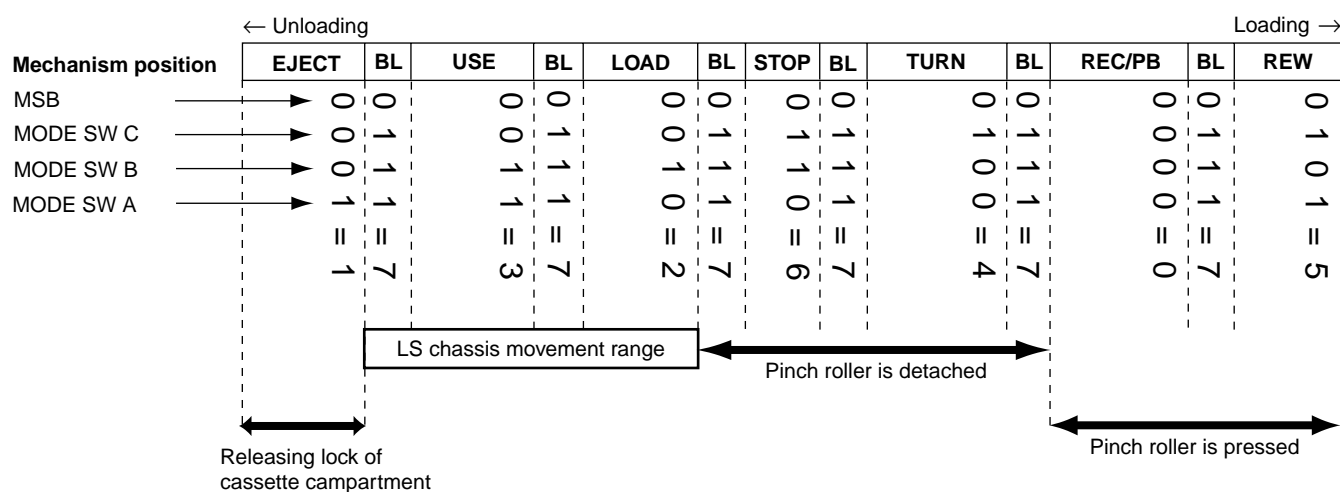 ← Unloading Loading →
Mechanism position EJECT BL USE BL LOAD BL STOP BL TURN BL REC/PB BL REW
MSB 0 0 0 0 0 0 0 0 0 0 0 0 0
MODE SW C 0 1 0 1 0 1 1 1 1 1 0 1 1
MODE SW B 0 1 1 1 1 1 1 1 0 1 0 1 0
MODE SW A 1 1 1 1 0 1 0 1 0 1 0 1 1
= = = = = = = = = = = = =
1 7 3 7 2 7 6 7 4 7 0 7 5
LS chassis movement range
Pinch roller is detached
Releasing lock of
cassette campartment
Pinch roller is pressed